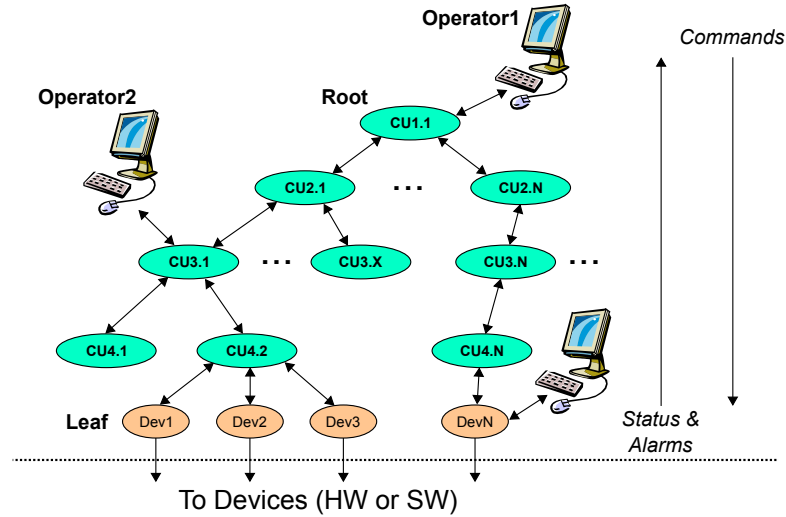 Operator1
Commands
Operator2
Root
CU1.1
CU2.1
...
CU2.N
CU3.1
...
CU3.X
CU3.N
...
CU4.1
CU4.2
CU4.N
Leaf
Dev1
Dev2
Dev3
DevN
Status &
Alarms
To Devices (HW or SW)